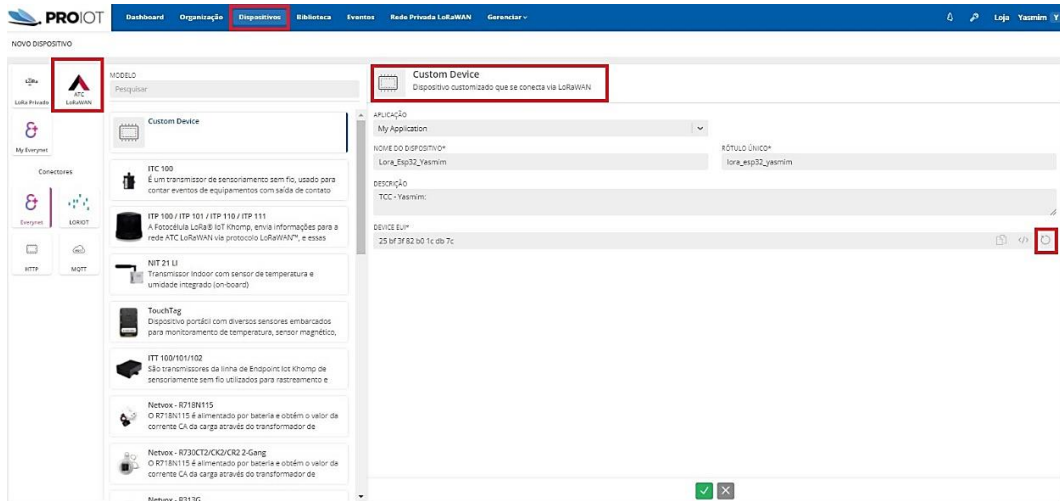 PROIOT
Dashboard Organização Dispositivos Biblioteca Eventos Rede Privada LoRaWAN Gerenciar
Loja Yasmim Y
NOVO DISPOSITIVO
LoRa
LoRa Privado
ATC
LoRaWAN
My Everynet
Conectores
Everynet
LORIOT
HTTP
MQTT
MODELO
Pesquisar
Custom Device
ITC 100
É um transmissor de sensoriamento sem fio, usado para
contar eventos de equipamentos com saída de contato
ITP 100 / ITP 101 / ITP 110 / ITP 111
A Fotocélula LoRa® IoT Khomp, envia informações para a
rede ATC LoRaWAN via protocolo LoRaWAN™, e essas
NIT 21 LI
Transmissor Indoor com sensor de temperatura e
umidade integrado (on-board)
TouchTag
Dispositivo portátil com diversos sensores embarcados
para monitoramento de temperatura, sensor magnético,
ITT 100/101/102
São transmissores da linha de Endpoint Iot Khomp de
sensoriamente sem fio utilizados para rastreamento e
Netvox - R718N115
O R718N115 é alimentado por bateria e obtém o valor da
corrente CA da carga através do transformador de
Netvox - R730CT2/CK2/CR2 2-Gang
O R718N115 é alimentado por bateria e obtém o valor da
corrente CA da carga através do transformador de
Netvox - R313G
Custom Device
Dispositivo customizado que se conecta via LoRaWAN
APLICAÇÃO
My Application
NOME DO DISPOSITIVO*
Lora_Esp32_Yasmim
RÓTULO ÚNICO*
lora_esp32_yasmim
DESCRIÇÃO
TCC - Yasmim:
DEVICE EUI*
25 bf 3f 82 b0 1c db 7c